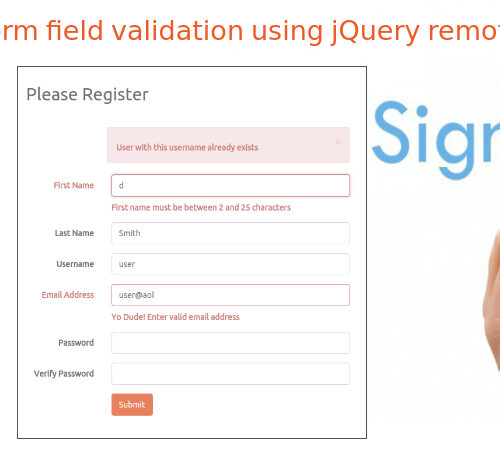 orm field validation using jQuery remot
Please Register
User with this username already exists ×
First Name d
First name must be between 2 and 25 characters
Last Name Smith
Username user
Email Address user@aol
Yo Dude! Enter valid email address
Password
Verify Password
Submit
Sign